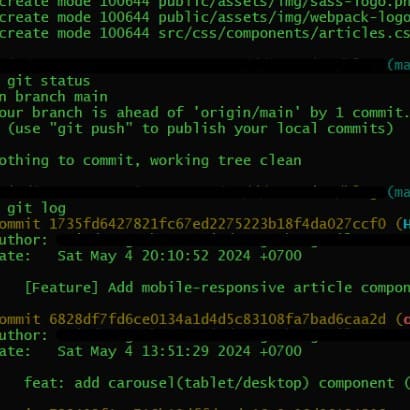 create mode 100644 public/assets/img/sass-logo.pn
create mode 100644 public/assets/img/webpack-logo
create mode 100644 src/css/components/articles.cs
(ma
git status
n branch main
our branch is ahead of 'origin/main' by 1 commit.
(use "git push" to publish your local commits)
othing to commit, working tree clean
(ma
git log
ommit 1735fd6427821fc67ed2275223b18f4da027ccf0 (H
uthor:
ate:   Sat May 4 20:10:52 2024 +0700
[Feature] Add mobile-responsive article compon
ommit 6828df7fd6ce0134a1d4d5c83108fa7bad6caa2d (o
uthor:
ate:   Sat May 4 13:51:29 2024 +0700
feat: add carousel(tablet/desktop) component (